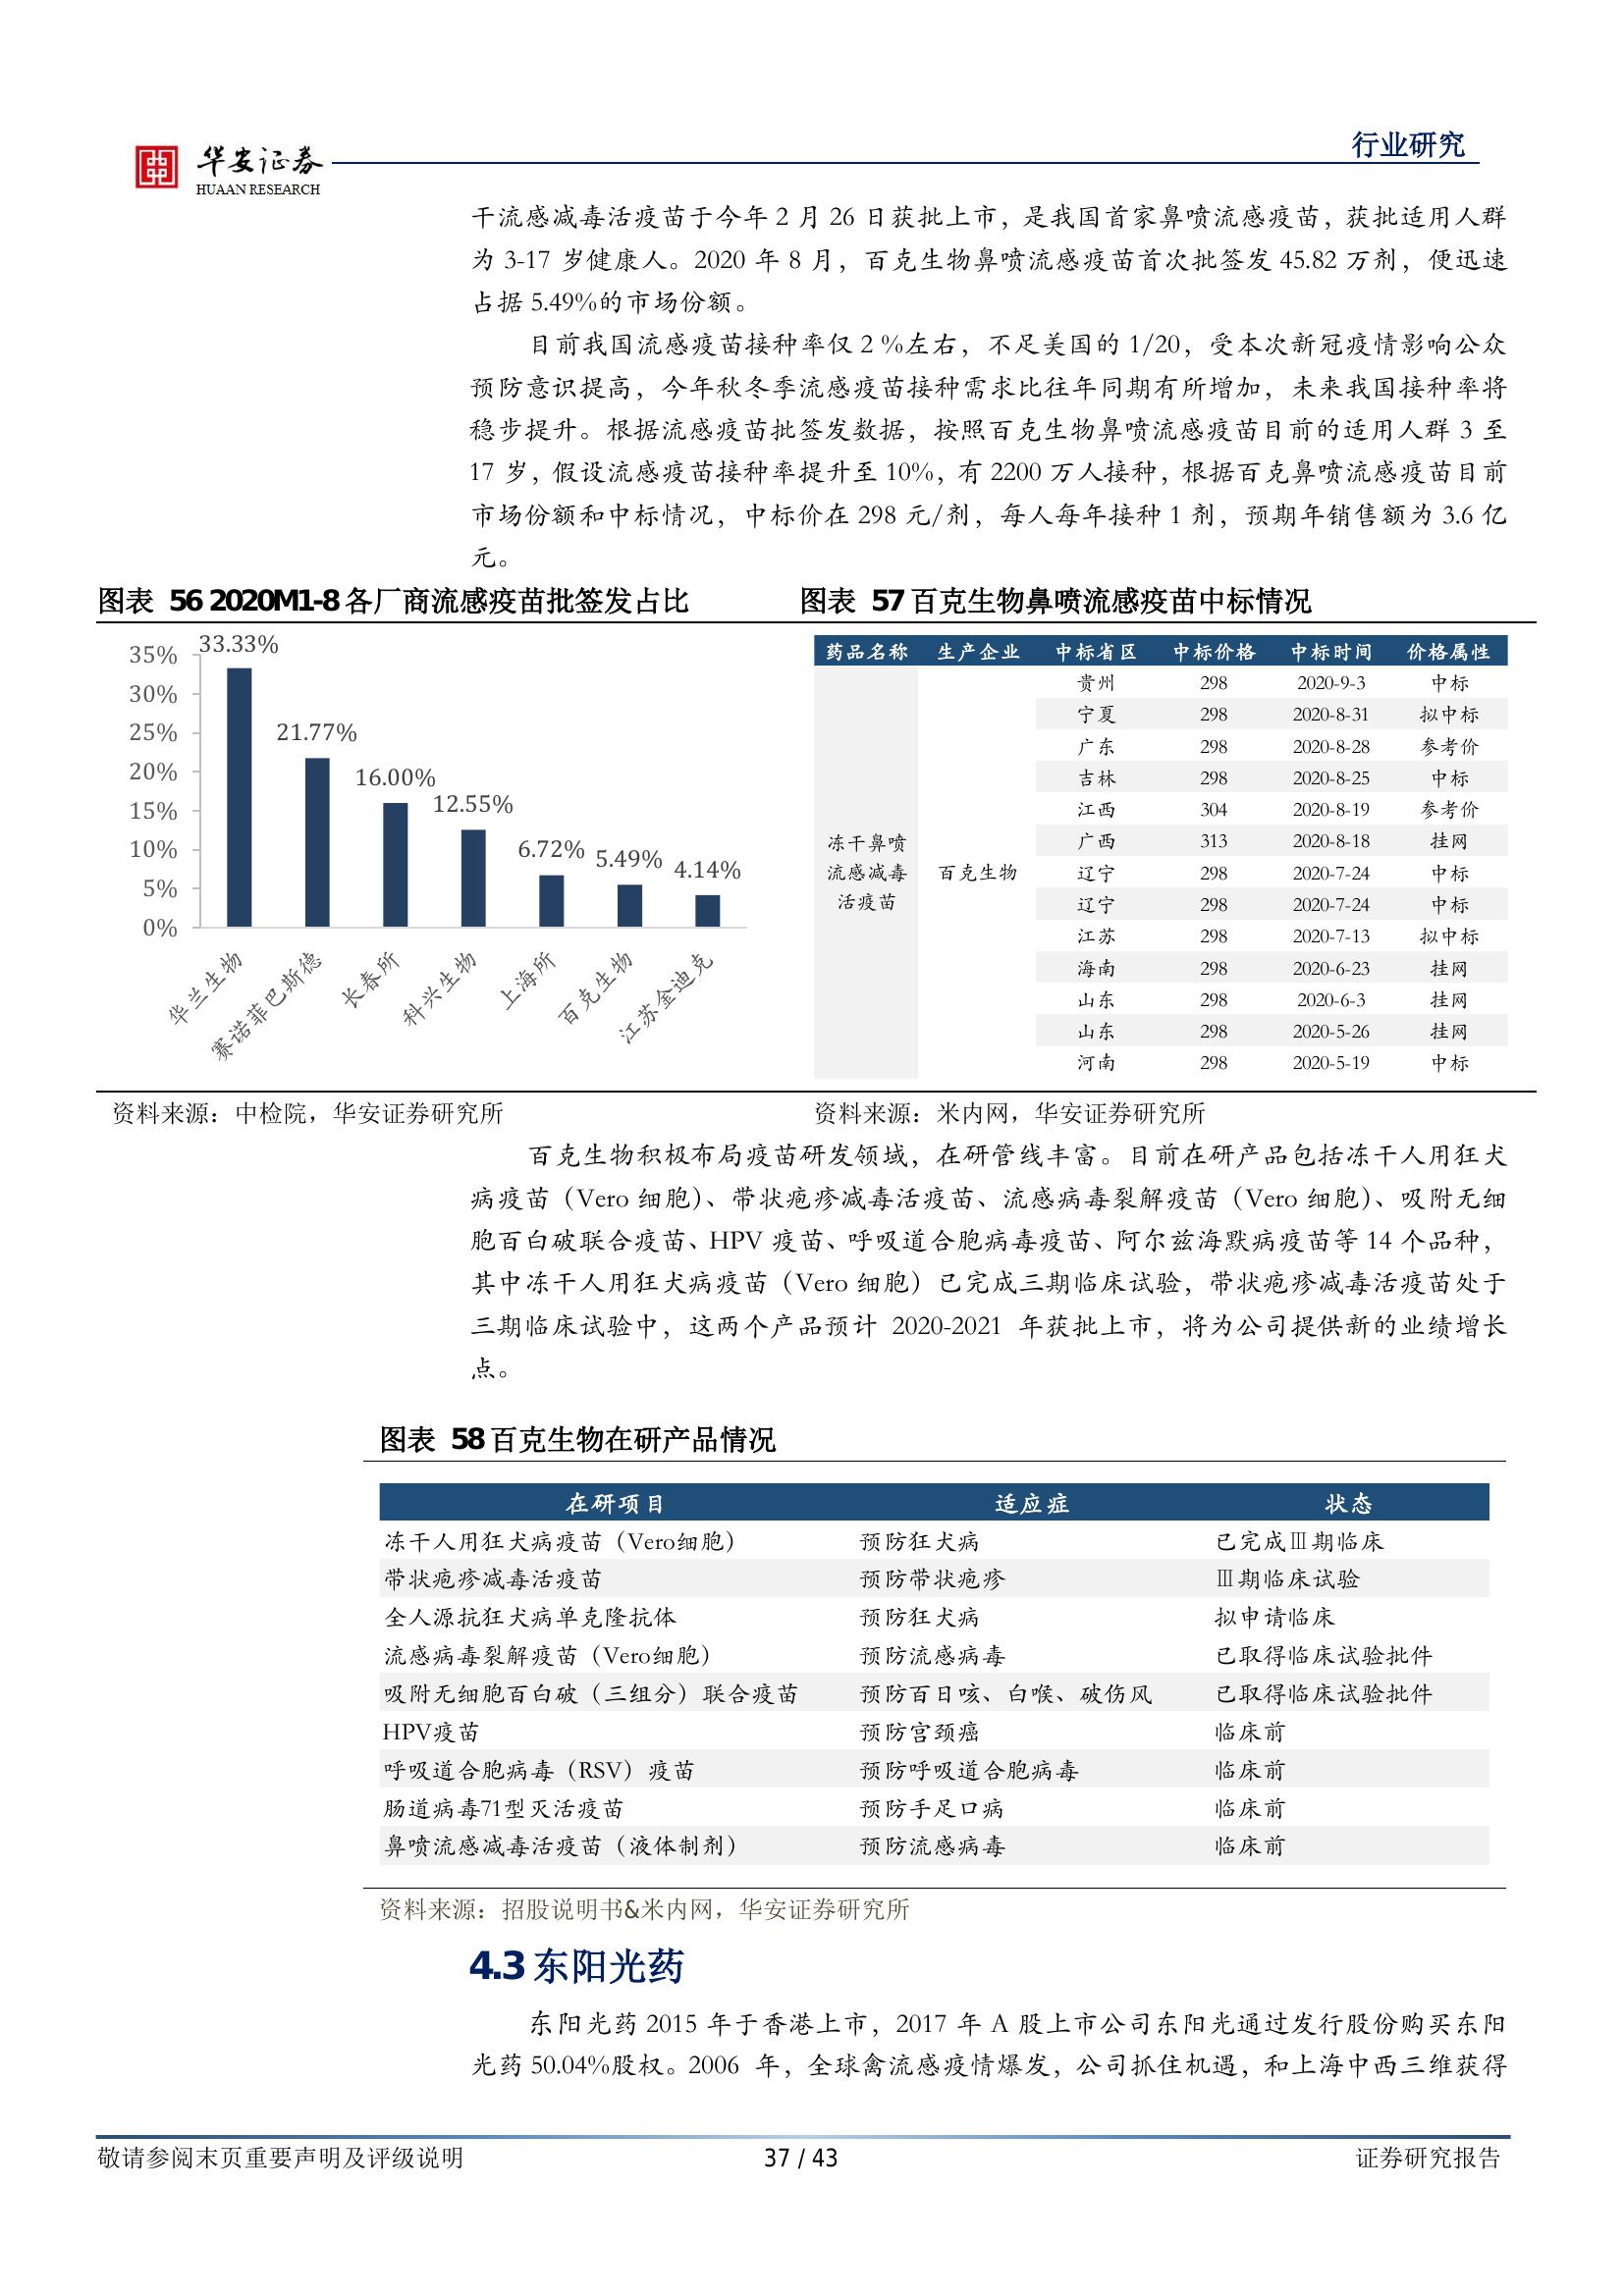 华安证券
HUAAN RESEARCH
行业研究
干流感减毒活疫苗于今年 2 月 26 日获批上市，是我国首家鼻喷流感疫苗，获批适用人群
为 3-17 岁健康人。2020 年 8 月，百克生物鼻喷流感疫苗首次批签发 45.82 万剂，便迅速
占据 5.49%的市场份额。
目前我国流感疫苗接种率仅 2 %左右，不足美国的 1/20，受本次新冠疫情影响公众
预防意识提高，今年秋冬季流感疫苗接种需求比往年同期有所增加，未来我国接种率将
稳步提升。根据流感疫苗批签发数据，按照百克生物鼻喷流感疫苗目前的适用人群 3 至
17 岁，假设流感疫苗接种率提升至 10%，有 2200 万人接种，根据百克鼻喷流感疫苗目前
市场份额和中标情况，中标价在 298 元/剂，每人每年接种 1 剂，预期年销售额为 3.6 亿
元。
图表 56 2020M1-8 各厂商流感疫苗批签发占比
35%
30%
25%
20%
15%
10%
5%
0%
33.33%
21.77%
16.00%
12.55%
6.72%
5.49%
4.14%
华兰生物
赛诺菲巴斯德
长春所
科兴生物
上海所
百克生物
江苏金迪克
资料来源：中检院，华安证券研究所
图表 57 百克生物鼻喷流感疫苗中标情况
药品名称 生产企业 中标省区 中标价格 中标时间 价格属性
冻干鼻喷
流感减毒
活疫苗
百克生物
贵州 298 2020-9-3 中标
宁夏 298 2020-8-31 拟中标
广东 298 2020-8-28 参考价
吉林 298 2020-8-25 中标
江西 304 2020-8-19 参考价
广西 313 2020-8-18 挂网
辽宁 298 2020-7-24 中标
辽宁 298 2020-7-24 中标
江苏 298 2020-7-13 拟中标
海南 298 2020-6-23 挂网
山东 298 2020-6-3 挂网
山东 298 2020-5-26 挂网
河南 298 2020-5-19 中标
资料来源：米内网，华安证券研究所
百克生物积极布局疫苗研发领域，在研管线丰富。目前在研产品包括冻干人用狂犬
病疫苗（Vero 细胞）、带状疱疹减毒活疫苗、流感病毒裂解疫苗（Vero 细胞）、吸附无细
胞百白破联合疫苗、HPV 疫苗、呼吸道合胞病毒疫苗、阿尔兹海默病疫苗等 14 个品种，
其中冻干人用狂犬病疫苗（Vero 细胞）已完成三期临床试验，带状疱疹减毒活疫苗处于
三期临床试验中，这两个产品预计 2020-2021 年获批上市，将为公司提供新的业绩增长
点。
图表 58 百克生物在研产品情况
在研项目 适应症 状态
冻干人用狂犬病疫苗（Vero细胞） 预防狂犬病 已完成Ⅲ期临床
带状疱疹减毒活疫苗 预防带状疱疹 Ⅲ期临床试验
全人源抗狂犬病单克隆抗体 预防狂犬病 拟申请临床
流感病毒裂解疫苗（Vero细胞） 预防流感病毒 已取得临床试验批件
吸附无细胞百白破（三组分）联合疫苗 预防百日咳、白喉、破伤风 已取得临床试验批件
HPV疫苗 预防宫颈癌 临床前
呼吸道合胞病毒（RSV）疫苗 预防呼吸道合胞病毒 临床前
肠道病毒71型灭活疫苗 预防手足口病 临床前
鼻喷流感减毒活疫苗（液体制剂） 预防流感病毒 临床前
资料来源：招股说明书&米内网，华安证券研究所
4.3 东阳光药
东阳光药 2015 年于香港上市，2017 年 A 股上市公司东阳光通过发行股份购买东阳
光药 50.04%股权。2006 年，全球禽流感疫情爆发，公司抓住机遇，和上海中西三维获得
敬请参阅末页重要声明及评级说明
37 / 43
证券研究报告